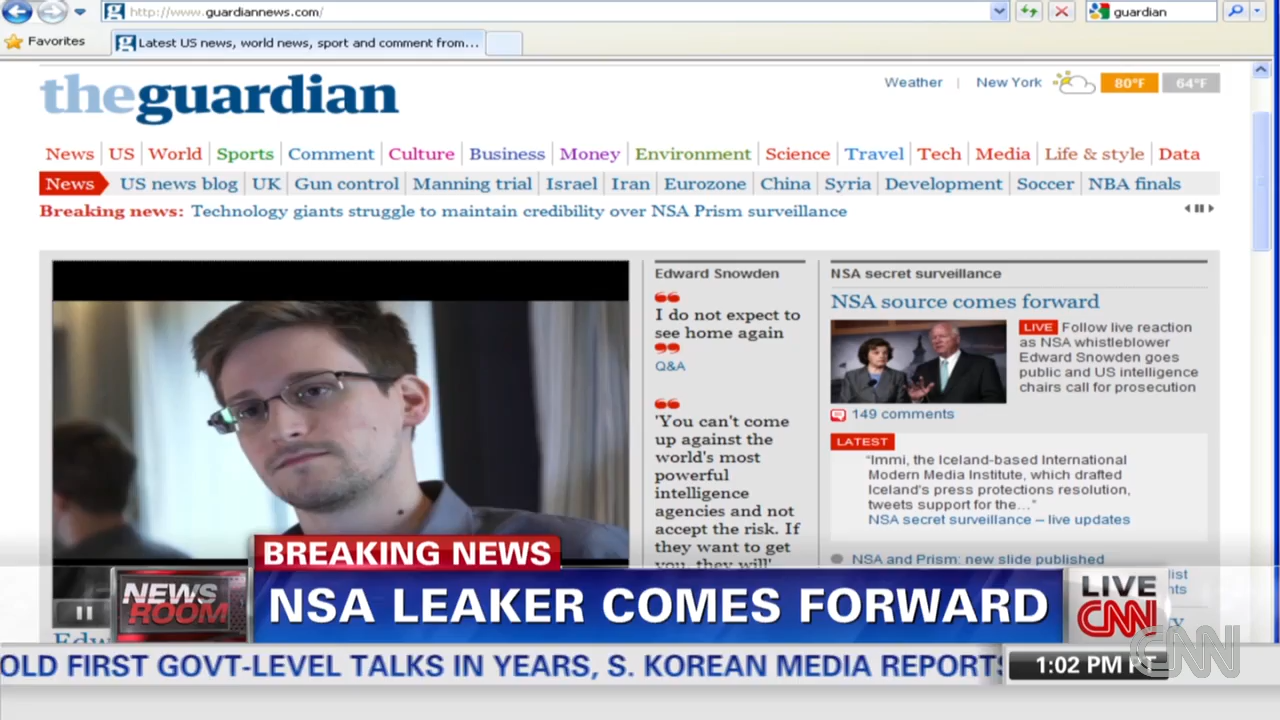 http://www.guardiannews.com/
guardian
Favorites
Latest US news, world news, sport and comment from...
theguardian
Weather | New York 80°F 64°F
News US World Sports Comment Culture Business Money Environment Science Travel Tech Media Life & style Data
News US news blog UK Gun control Manning trial Israel Iran Eurozone China Syria Development Soccer NBA finals
Breaking news: Technology giants struggle to maintain credibility over NSA Prism surveillance
Edward Snowden
I do not expect to
see home again
Q&A
'You can't come
up against the
world's most
powerful
intelligence
agencies and not
accept the risk. If
they want to get
you, they will'
NSA secret surveillance
NSA source comes forward
LIVE Follow live reaction
as NSA whistleblower
Edward Snowden goes
public and US intelligence
chairs call for prosecution
149 comments
LATEST
"Immi, the Iceland-based International
Modern Media Institute, which drafted
Iceland's press protections resolution,
tweets support for the..."
NSA secret surveillance – live updates
NSA and Prism: new slide published
BREAKING NEWS
NEWS
ROOM
NSA LEAKER COMES FORWARD
LIVE
CNN
OLD FIRST GOVT-LEVEL TALKS IN YEARS, S. KOREAN MEDIA REPORTS
1:02 PM PT
CNN